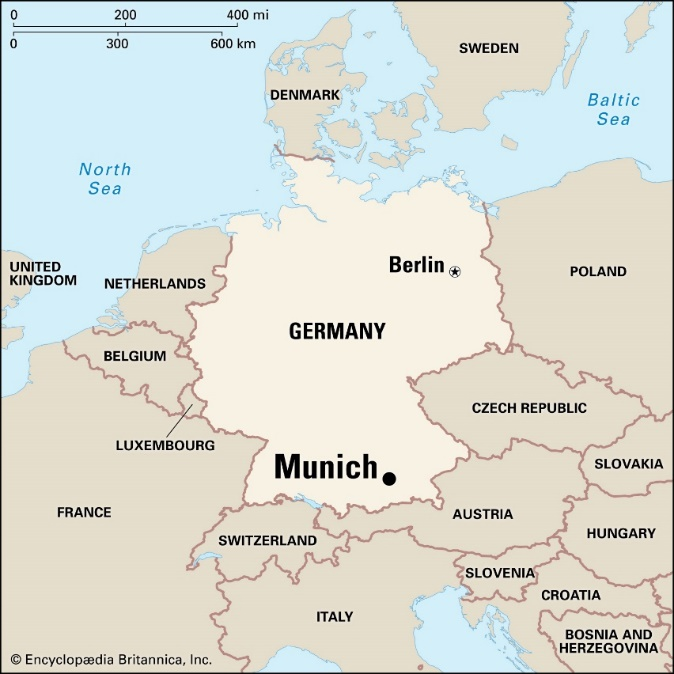 0 200 400 mi
0 300 600 km
SWEDEN
DENMARK
Baltic
Sea
North
Sea
UNITED
KINGDOM
NETHERLANDS
Berlin
POLAND
GERMANY
BELGIUM
CZECH REPUBLIC
LUXEMBOURG
Munich
SLOVAKIA
FRANCE
AUSTRIA
HUNGARY
SWITZERLAND
SLOVENIA
CROATIA
ITALY
BOSNIA AND
HERZEGOVINA
© Encyclopædia Britannica, Inc.